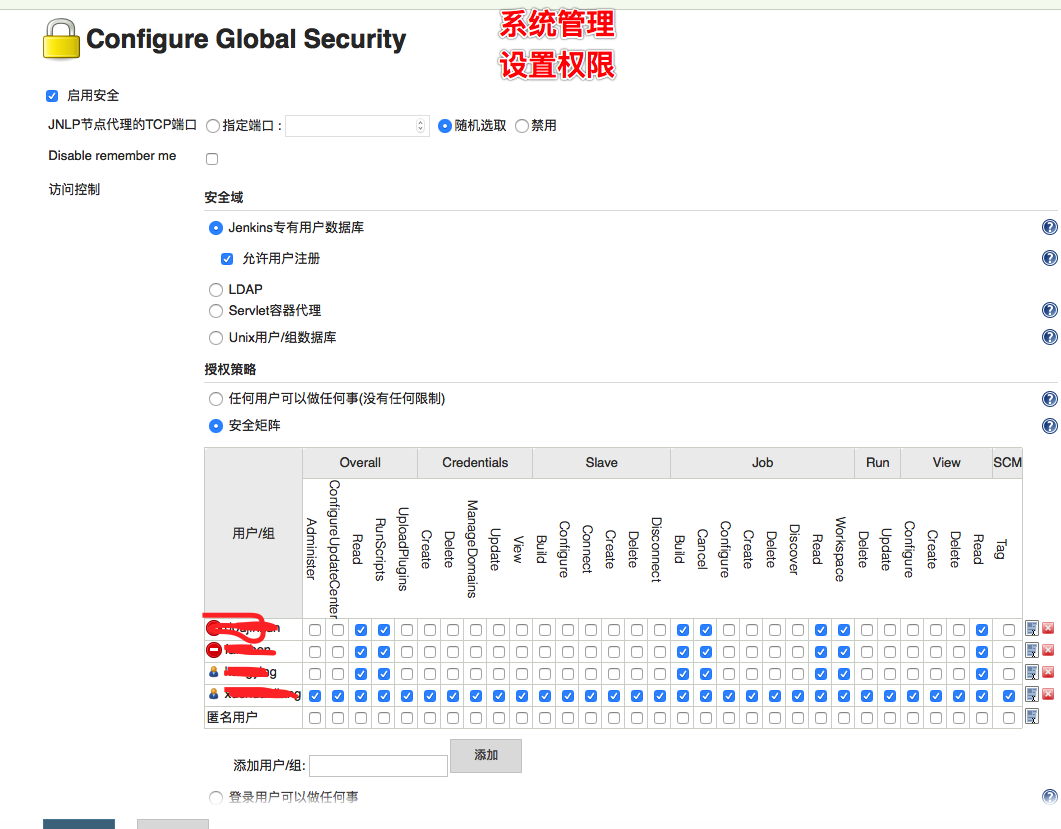 系统管理
设置权限
Configure Global Security
启用安全
JNLP节点代理的TCP端口 指定端口 : 随机选取 禁用
Disable remember me
访问控制
安全域
Jenkins专有用户数据库
允许用户注册
LDAP
Servlet容器代理
Unix用户/组数据库
授权策略
任何用户可以做任何事(没有任何限制)
安全矩阵
用户/组 Overall Credentials Slave Job Run View SCM
Administer ConfigureUpdateCenter Read RunScripts UploadPlugins Create Delete ManageDomains Update View Build Configure Connect Create Delete Disconnect Build Cancel Configure Create Delete Discover Read Workspace Delete Update Configure Create Delete Read Tag
匿名用户
添加用户/组: 添加
登录用户可以做任何事